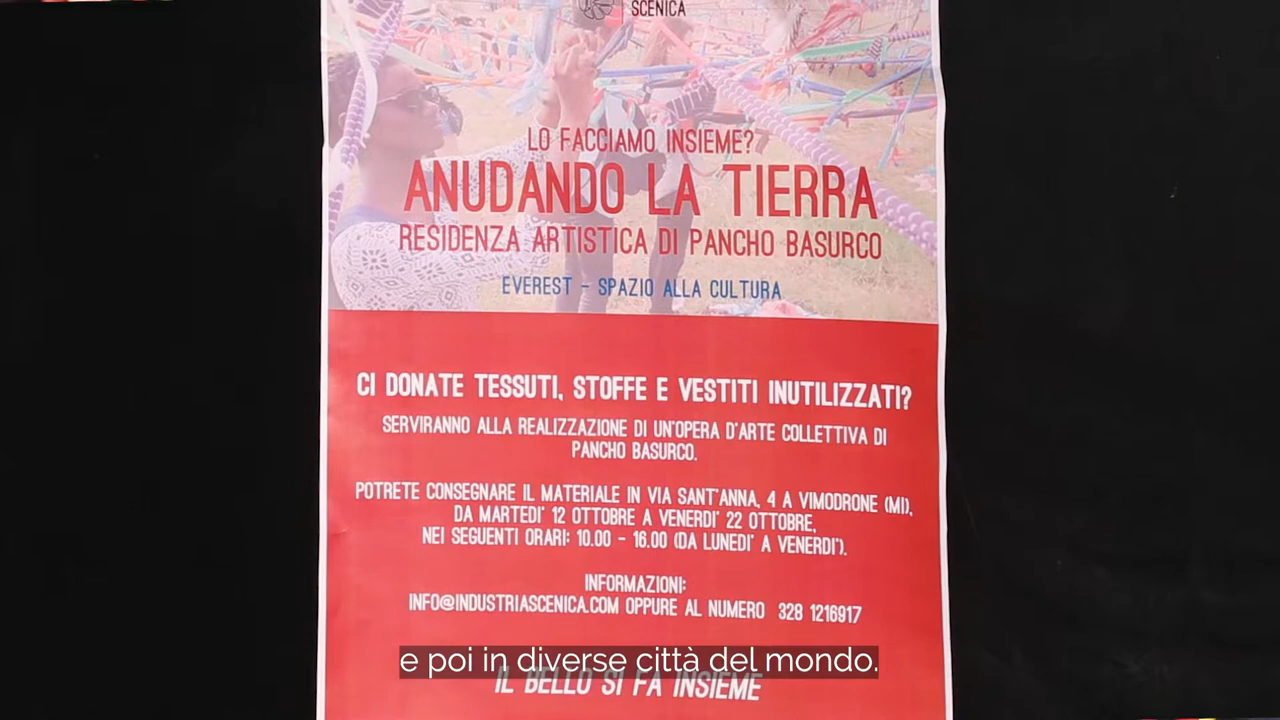 SCENICA
LO FACCIAMO INSIEME?
ANUDANDO LA TIERRA
RESIDENZA ARTISTICA DI PANCHO BASURCO
EVEREST - SPAZIO ALLA CULTURA
CI DONATE TESSUTI, STOFFE E VESTITI INUTILIZZATI?
SERVIRANNO ALLA REALIZZAZIONE DI UN'OPERA D'ARTE COLLETTIVA DI
PANCHO BASURCO.
POTRETE CONSEGNARE IL MATERIALE IN VIA SANT'ANNA, 4 A VIMODRONE (MI),
DA MARTEDI' 12 OTTOBRE A VENERDI' 22 OTTOBRE,
NEI SEGUENTI ORARI: 10.00 - 16.00 (DA LUNEDI' A VENERDI').
INFORMAZIONI:
INFO@INDUSTRIASCENICA.COM OPPURE AL NUMERO 328 1216917
e poi in diverse città del mondo.
IL BELLO SI FA INSIEME